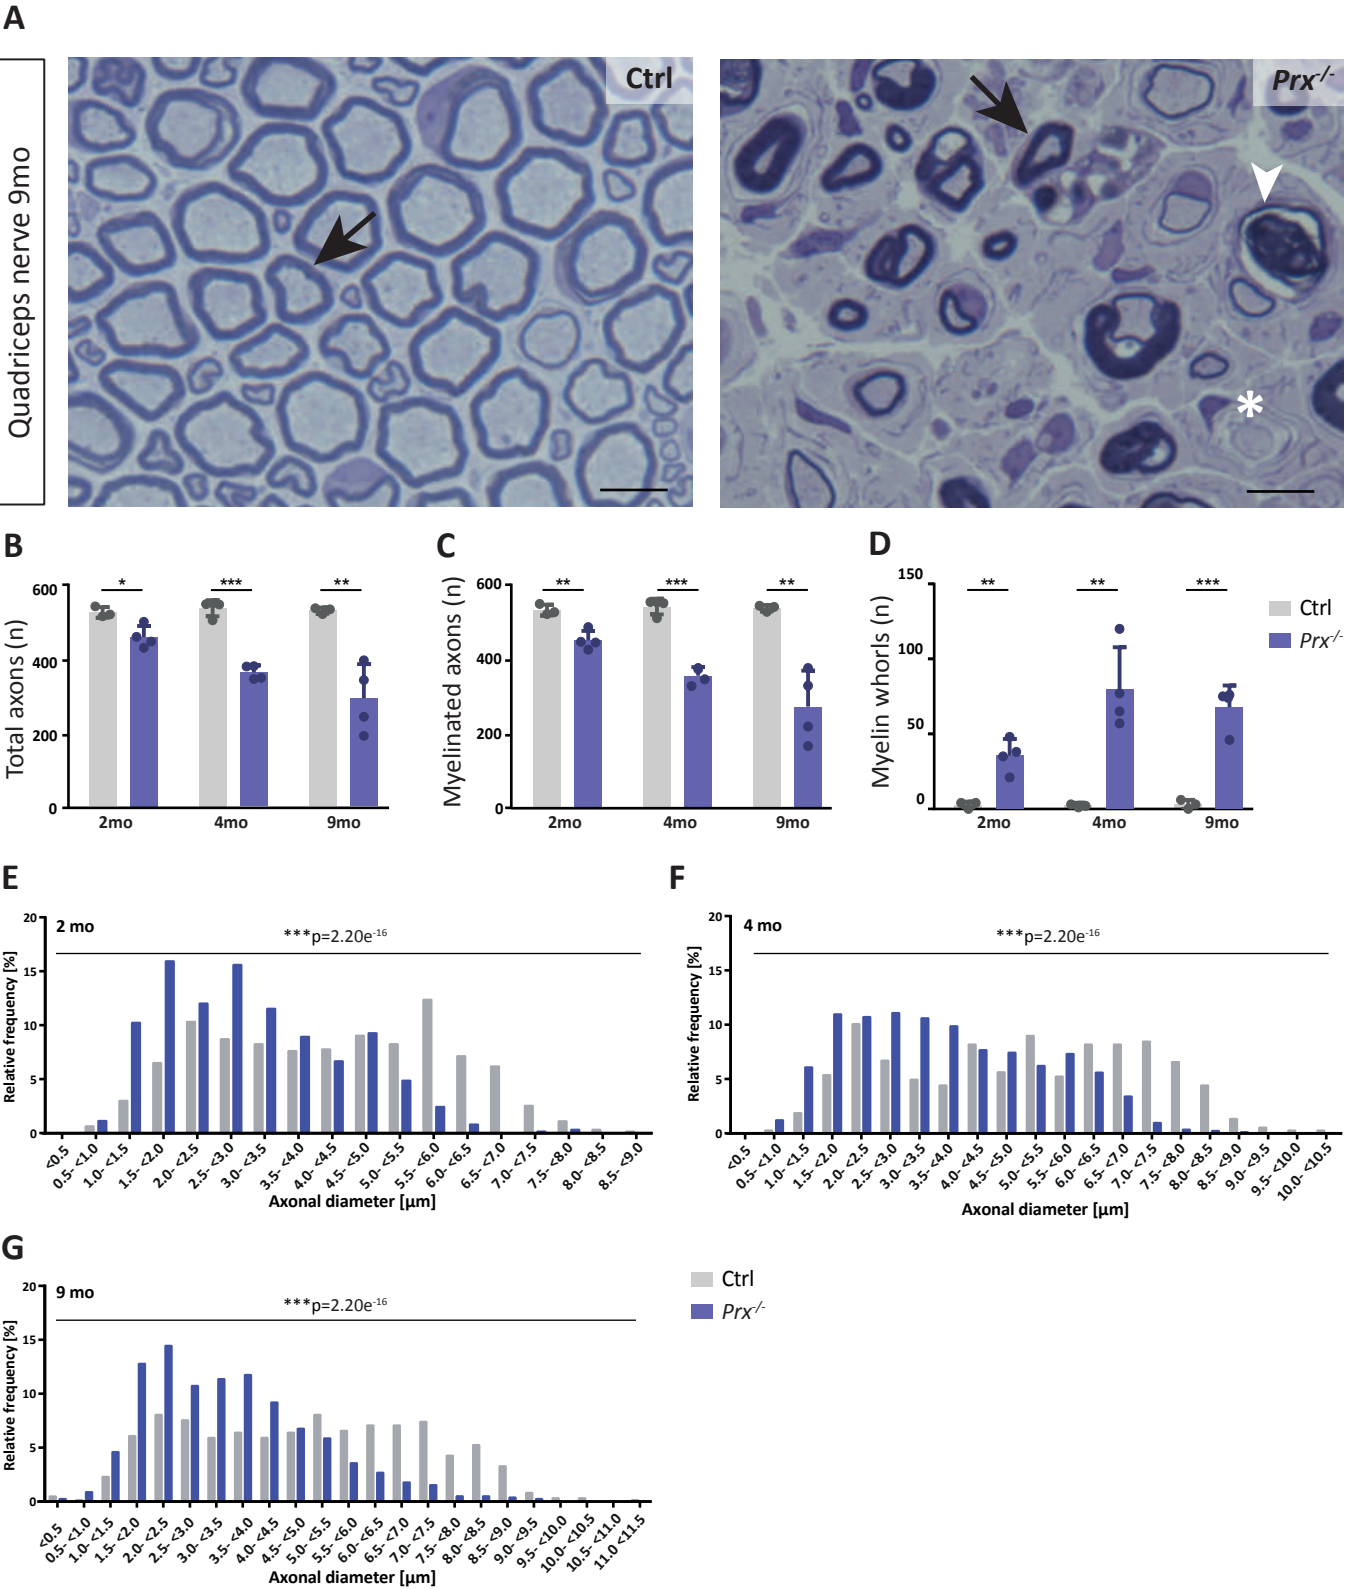 A
Quadriceps nerve 9mo
Ctrl
Prx-/-
*
B
Total axons (n)
600
400
200
0
*
***
**
2mo
4mo
9mo
C
Myelinated axons (n)
600
400
200
0
**
***
**
2mo
4mo
9mo
D
Myelin whorls (n)
150
100
50
0
**
**
***
2mo
4mo
9mo
Ctrl
Prx-/-
E
2 mo
***p=2.20e-16
Relative frequency [%]
20
15
10
5
0
<0.5
0.5- <1.0
1.0- <1.5
1.5- <2.0
2.0- <2.5
2.5- <3.0
3.0- <3.5
3.5- <4.0
4.0- <4.5
4.5- <5.0
5.0- <5.5
5.5- <6.0
6.0- <6.5
6.5- <7.0
7.0- <7.5
7.5- <8.0
8.0- <8.5
8.5- <9.0
Axonal diameter [µm]
F
4 mo
***p=2.20e-16
Relative frequency [%]
20
15
10
5
0
<0.5
0.5- <1.0
1.0- <1.5
1.5- <2.0
2.0- <2.5
2.5- <3.0
3.0- <3.5
3.5- <4.0
4.0- <4.5
4.5- <5.0
5.0- <5.5
5.5- <6.0
6.0- <6.5
6.5- <7.0
7.0- <7.5
7.5- <8.0
8.0- <8.5
8.5- <9.0
9.0- <9.5
9.5- <10.0
10.0- <10.5
Axonal diameter [µm]
G
9 mo
***p=2.20e-16
Relative frequency [%]
20
15
10
5
0
<0.5
0.5- <1.0
1.0- <1.5
1.5- <2.0
2.0- <2.5
2.5- <3.0
3.0- <3.5
3.5- <4.0
4.0- <4.5
4.5- <5.0
5.0- <5.5
5.5- <6.0
6.0- <6.5
6.5- <7.0
7.0- <7.5
7.5- <8.0
8.0- <8.5
8.5- <9.0
9.0- <9.5
9.5- <10.0
10.0- <10.5
10.5- <11.0
11.0 <11.5
Axonal diameter [µm]
Ctrl
Prx-/-